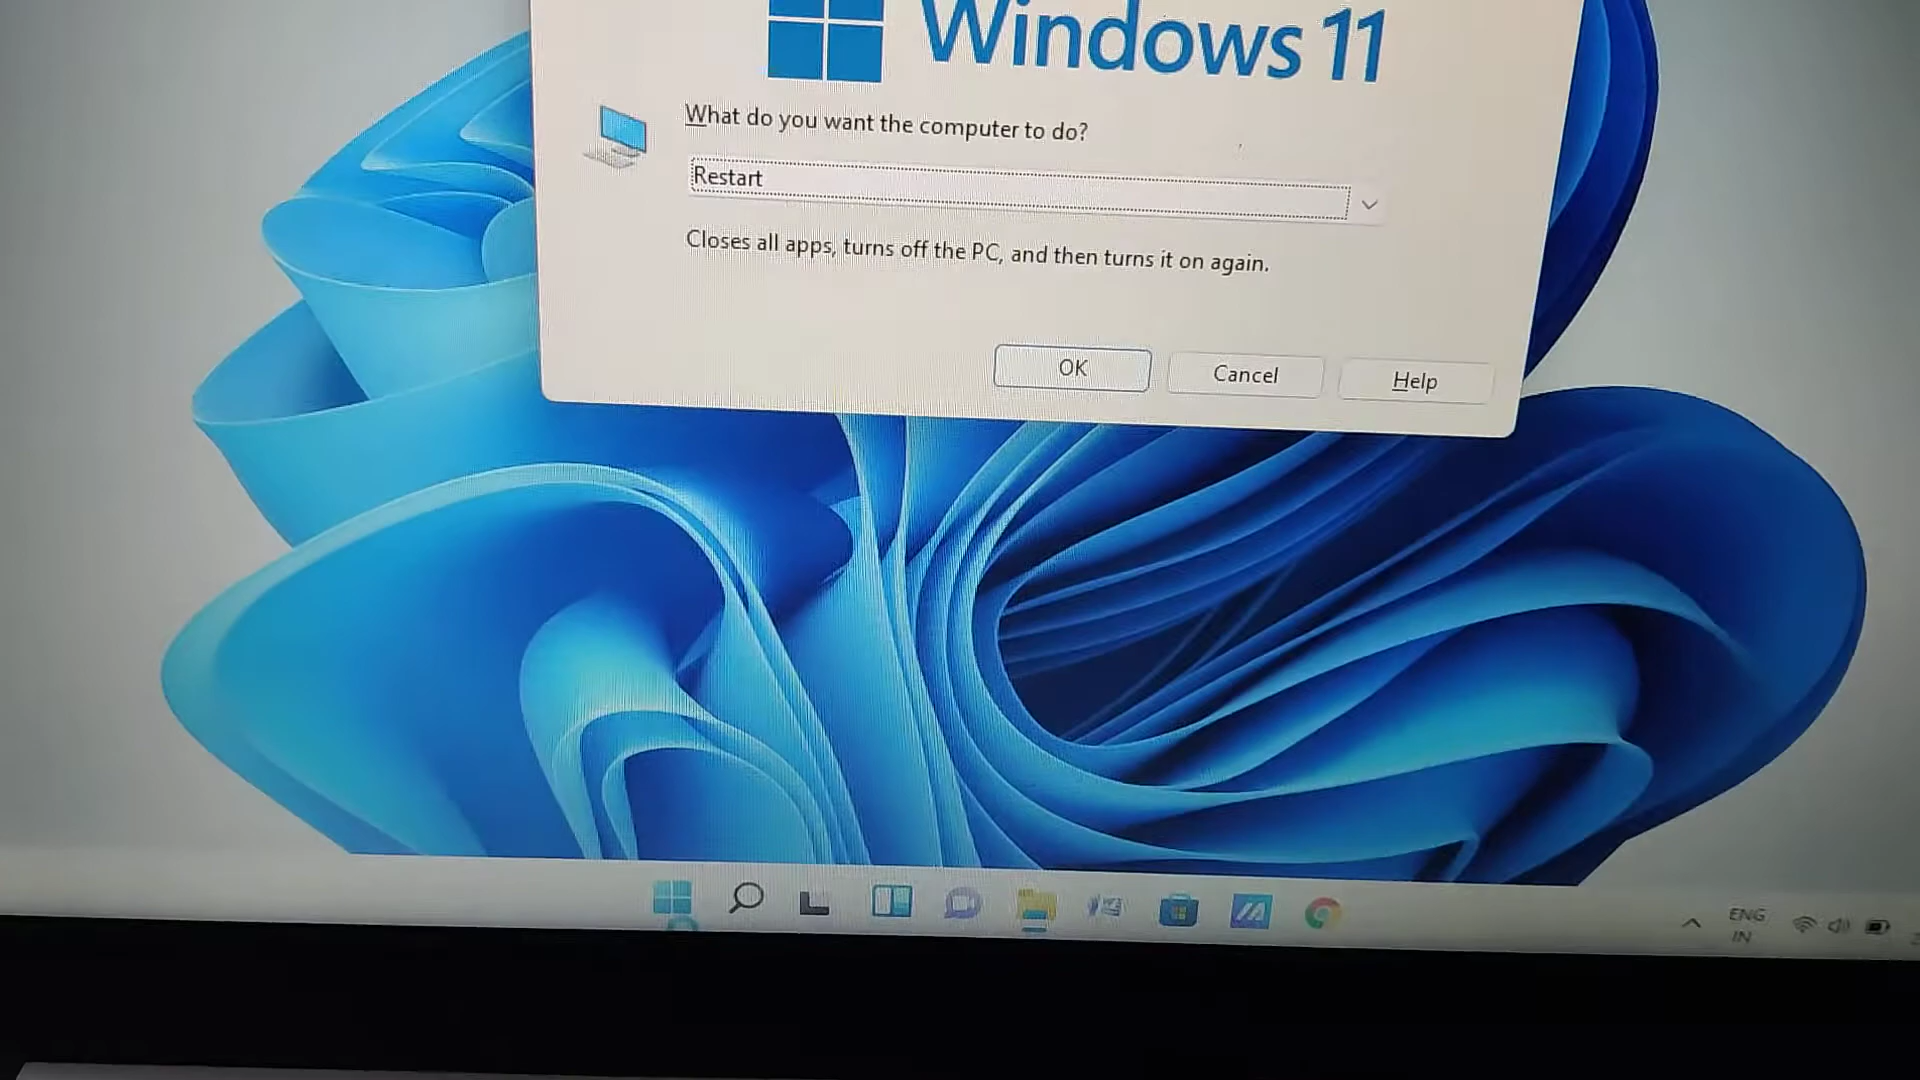 Windows 11
What do you want the computer to do?
Restart
Closes all apps, turns off the PC, and then turns it on again.
OK
Cancel
Help
ENG
IN